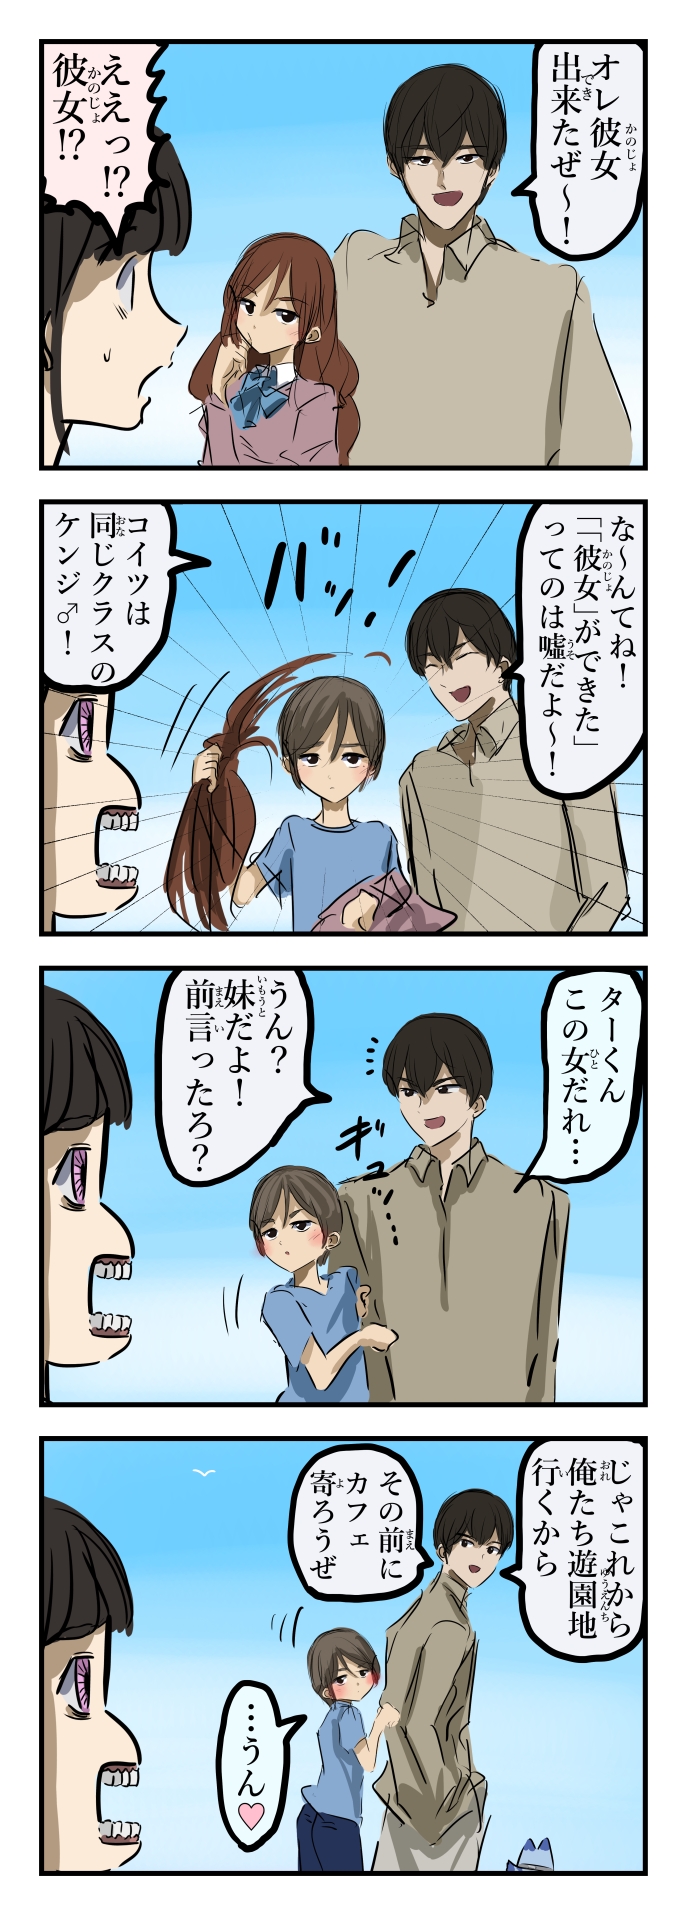 オレ彼女
出来たぜ〜！
ええっ!?
彼女!?
な〜んてね！
「「彼女」ができた」
ってのは嘘だよ〜！
バッ
コイツは
同じクラスの
ケンジ♂！
ターくん
この女だれ…
ギュッ…
うん？
妹だよ！
前言ったろ？
じゃこれから
俺たち遊園地
行くから
その前に
カフェ
寄ろうぜ
…うん♡